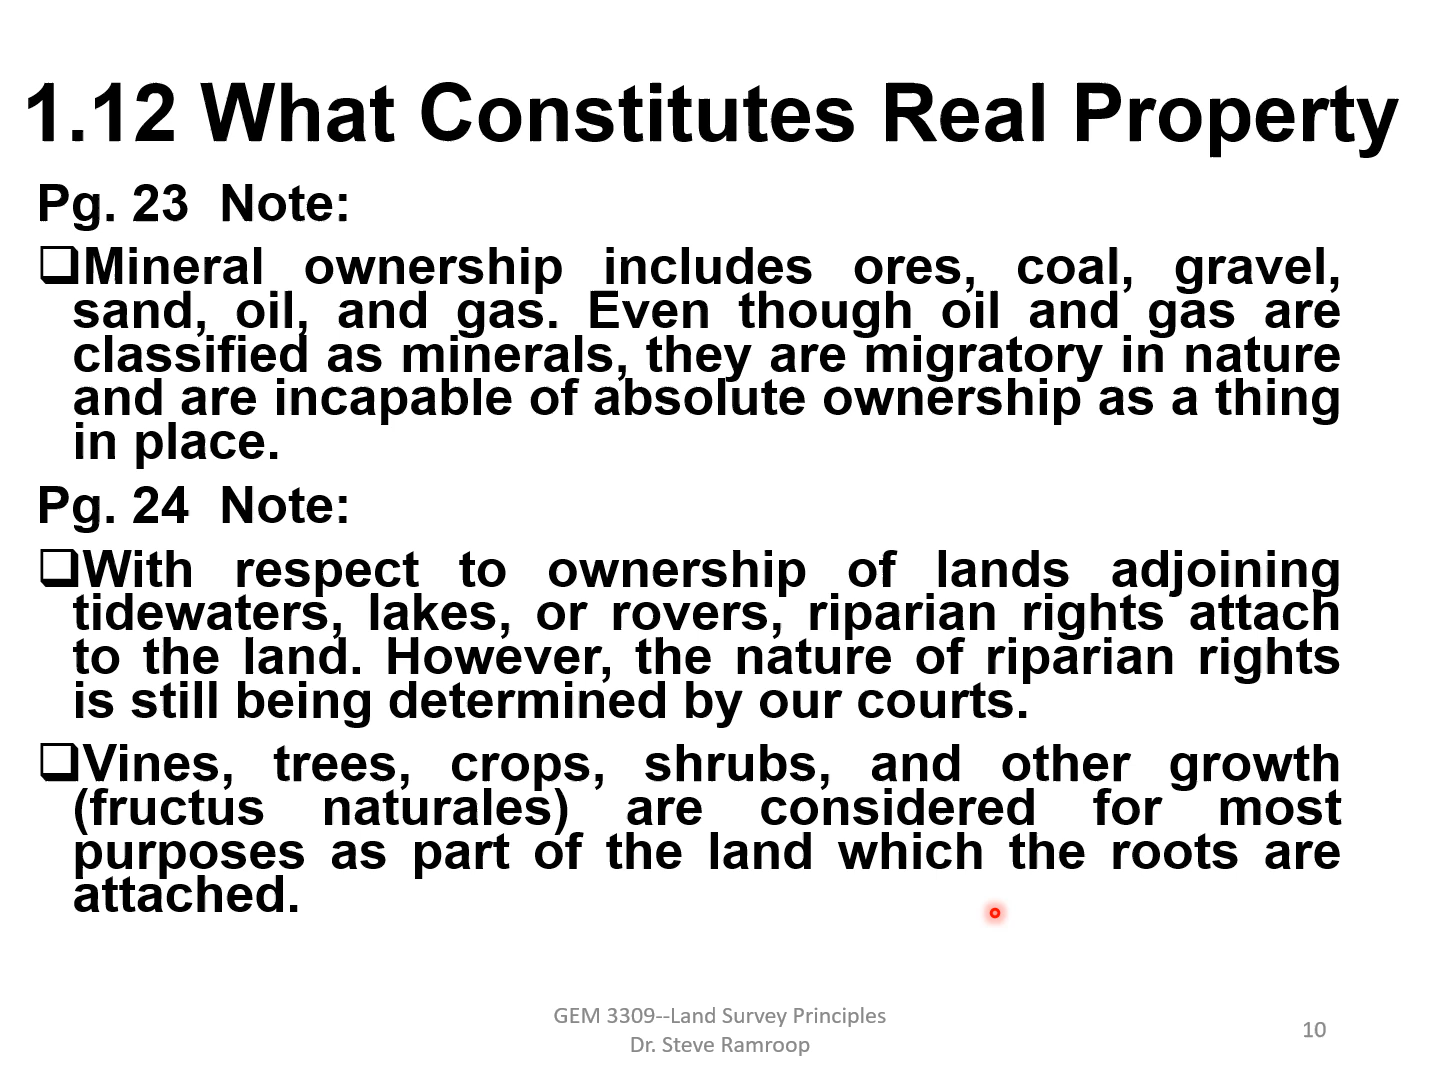 1.12 What Constitutes Real Property
Pg. 23 Note:
❑Mineral ownership includes ores, coal, gravel,
sand, oil, and gas. Even though oil and gas are
classified as minerals, they are migratory in nature
and are incapable of absolute ownership as a thing
in place.
Pg. 24 Note:
❑With respect to ownership of lands adjoining
tidewaters, lakes, or rovers, riparian rights attach
to the land. However, the nature of riparian rights
is still being determined by our courts.
❑Vines, trees, crops, shrubs, and other growth
(fructus naturales) are considered for most
purposes as part of the land which the roots are
attached.
GEM 3309--Land Survey Principles
Dr. Steve Ramroop
10